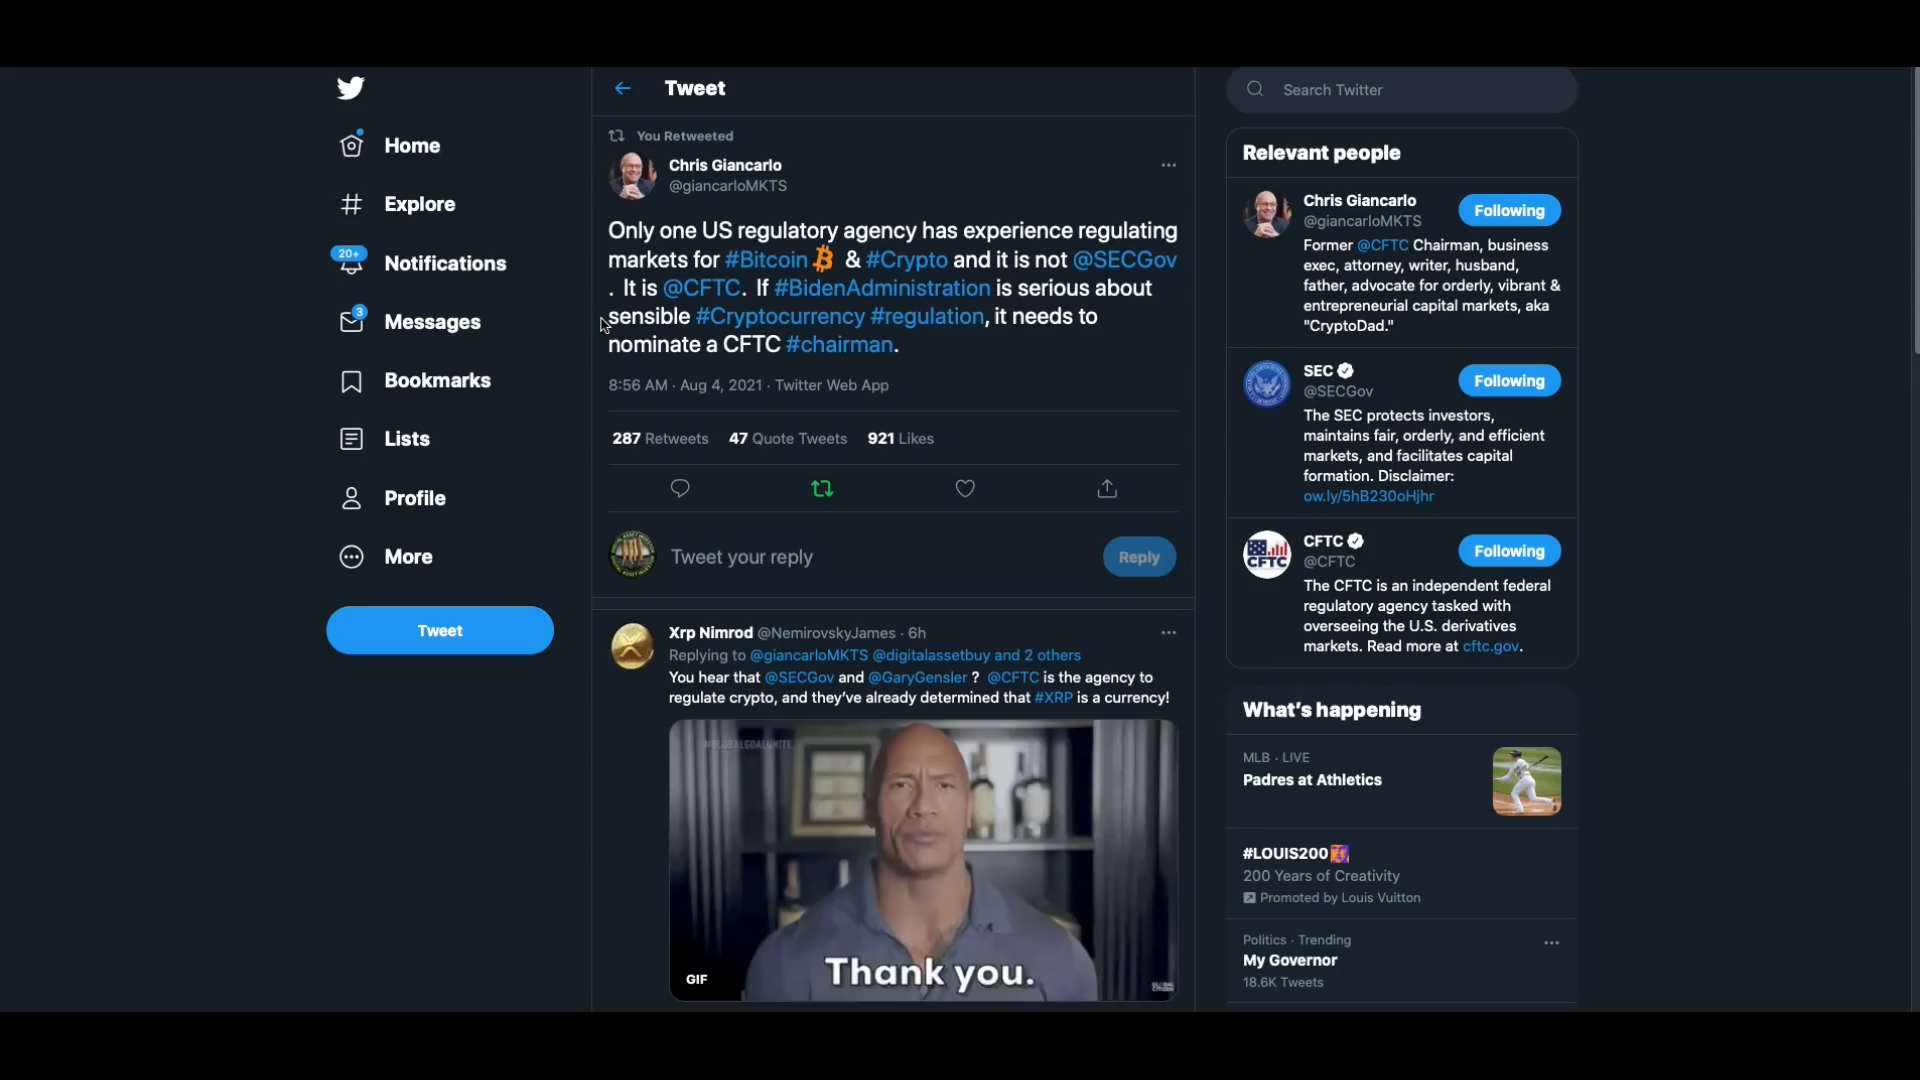 Tweet
Search Twitter
Home
Explore
20+
Notifications
3
Messages
Bookmarks
Lists
Profile
More
Tweet
You Retweeted
Chris Giancarlo
@giancarloMKTS
Only one US regulatory agency has experience regulating
markets for #Bitcoin & #Crypto and it is not @SECGov
. It is @CFTC. If #BidenAdministration is serious about
sensible #Cryptocurrency #regulation, it needs to
nominate a CFTC #chairman.
8:56 AM · Aug 4, 2021 · Twitter Web App
287 Retweets 47 Quote Tweets 921 Likes
Tweet your reply
Reply
Xrp Nimrod @NemirovskyJames · 6h
Replying to @giancarloMKTS @digitalassetbuy and 2 others
You hear that @SECGov and @GaryGensler ? @CFTC is the agency to
regulate crypto, and they've already determined that #XRP is a currency!
#GLOBALGOALUNITE
Thank you.
GIF
GLOBAL
CITIZEN
Relevant people
Chris Giancarlo
@giancarloMKTS
Following
Former @CFTC Chairman, business
exec, attorney, writer, husband,
father, advocate for orderly, vibrant &
entrepreneurial capital markets, aka
"CryptoDad."
SEC
@SECGov
Following
The SEC protects investors,
maintains fair, orderly, and efficient
markets, and facilitates capital
formation. Disclaimer:
ow.ly/5hB230oHjhr
CFTC
CFTC
@CFTC
Following
The CFTC is an independent federal
regulatory agency tasked with
overseeing the U.S. derivatives
markets. Read more at cftc.gov.
What's happening
MLB · LIVE
Padres at Athletics
#LOUIS200
200 Years of Creativity
Promoted by Louis Vuitton
Politics · Trending
My Governor
18.6K Tweets